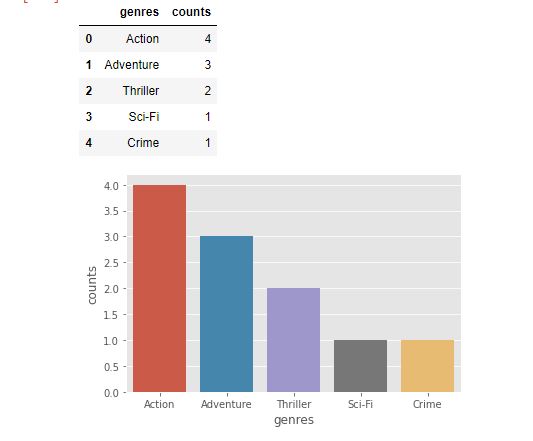 genres counts
0 Action 4
1 Adventure 3
2 Thriller 2
3 Sci-Fi 1
4 Crime 1
4.0
3.5
3.0
2.5
2.0
1.5
1.0
0.5
0.0
counts
Action Adventure Thriller Sci-Fi Crime
genres